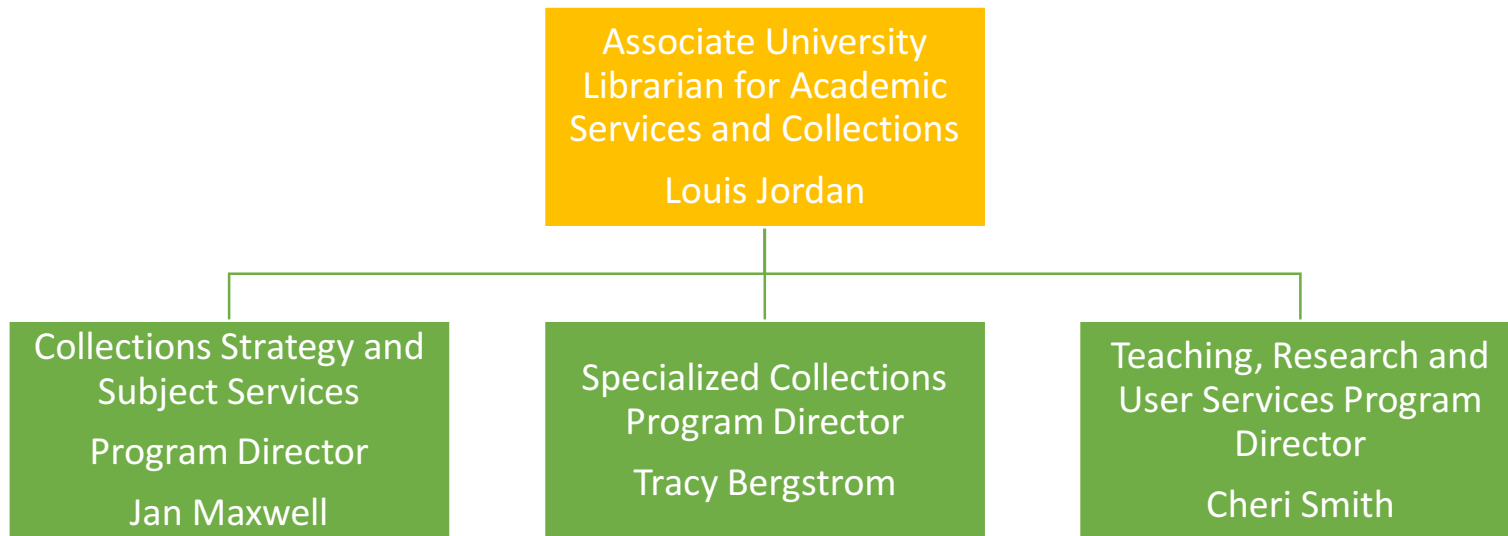 Associate University
Librarian for Academic
Services and Collections
Louis Jordan
Collections Strategy and
Subject Services
Program Director
Jan Maxwell
Specialized Collections
Program Director
Tracy Bergstrom
Teaching, Research and
User Services Program
Director
Cheri Smith